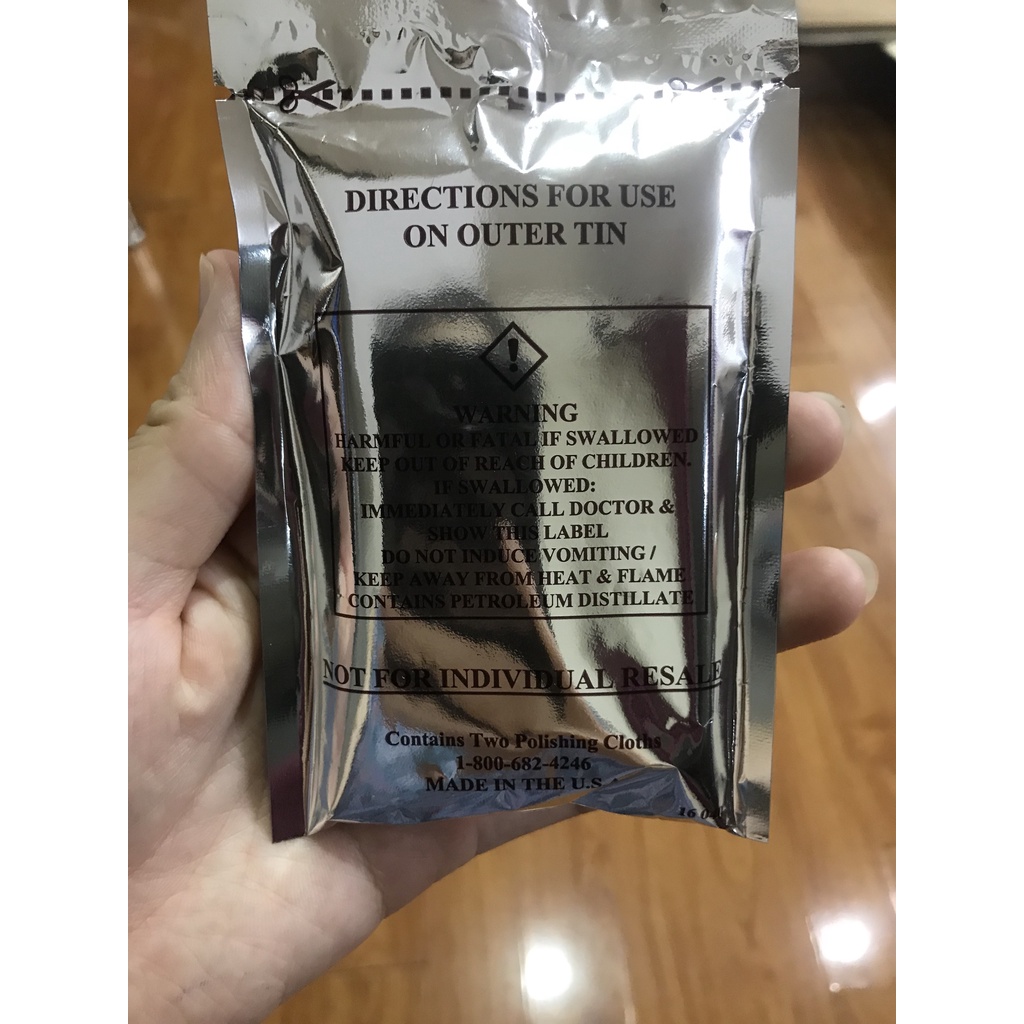 DIRECTIONS FOR USE
ON OUTER TIN
WARNING
HARMFUL OR FATAL IF SWALLOWED
KEEP OUT OF REACH OF CHILDREN.
IF SWALLOWED:
IMMEDIATELY CALL DOCTOR &
SHOW THIS LABEL
DO NOT INDUCE VOMITING /
KEEP AWAY FROM HEAT & FLAME
CONTAINS PETROLEUM DISTILLATE
NOT FOR INDIVIDUAL RESALE
Contains Two Polishing Cloths
1-800-682-4246
MADE IN THE U.S.